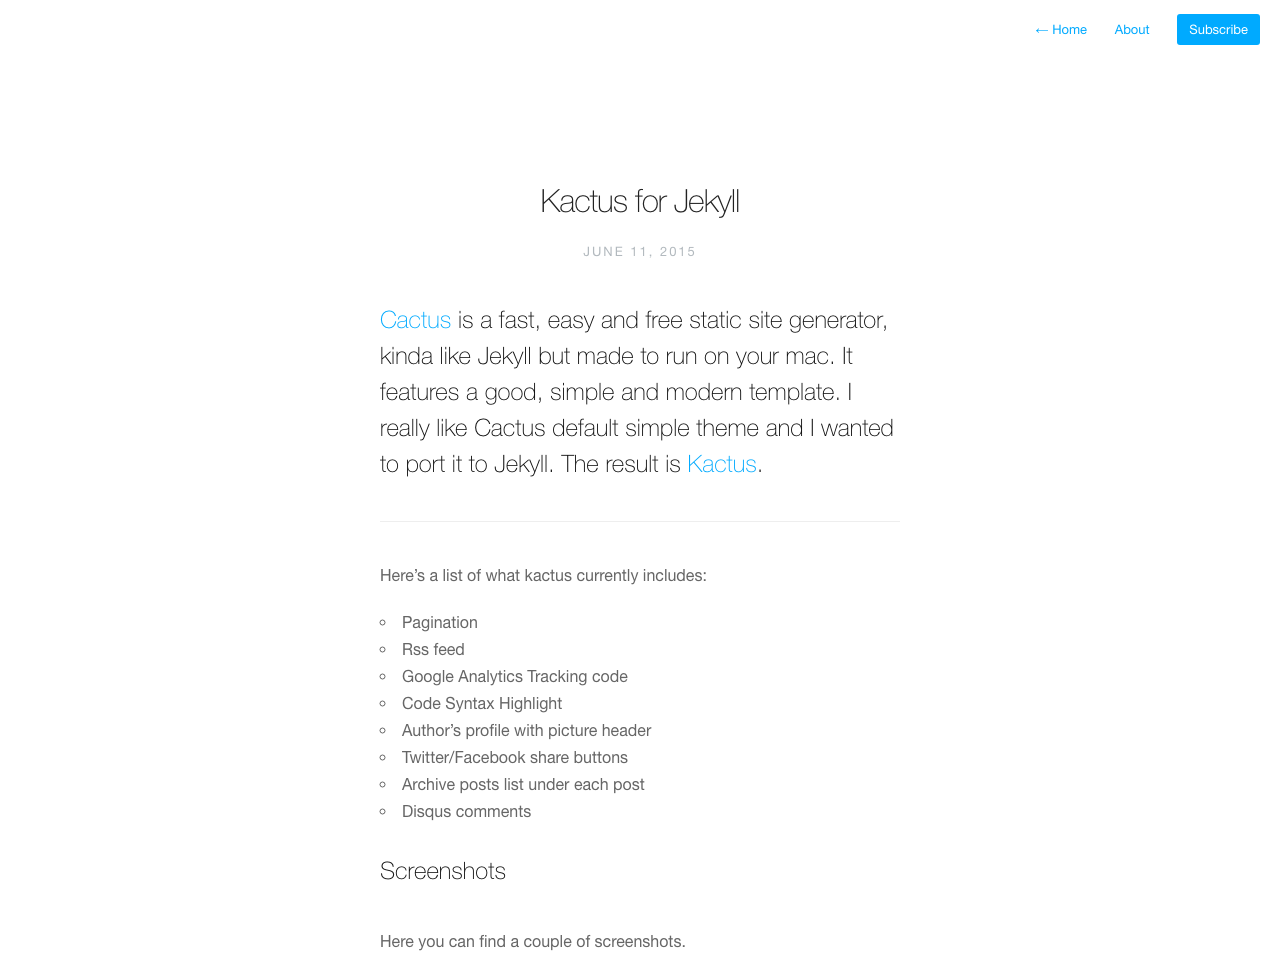 ← Home About Subscribe
Kactus for Jekyll
JUNE 11, 2015
Cactus is a fast, easy and free static site generator,
kinda like Jekyll but made to run on your mac. It
features a good, simple and modern template. I
really like Cactus default simple theme and I wanted
to port it to Jekyll. The result is Kactus.
Here’s a list of what kactus currently includes:
Pagination
Rss feed
Google Analytics Tracking code
Code Syntax Highlight
Author’s profile with picture header
Twitter/Facebook share buttons
Archive posts list under each post
Disqus comments
Screenshots
Here you can find a couple of screenshots.